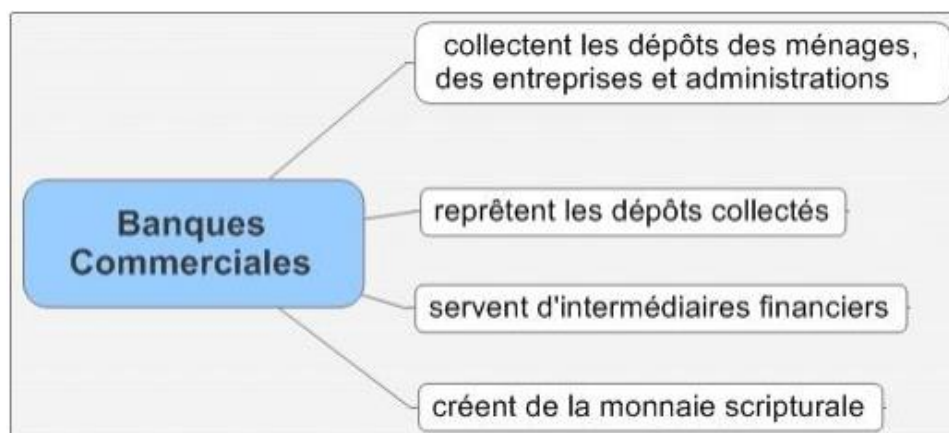 collectent les dépôts des ménages,
des entreprises et administrations
Banques
Commerciales
reprêtent les dépôts collectés
servent d'intermédiaires financiers
créent de la monnaie scripturale